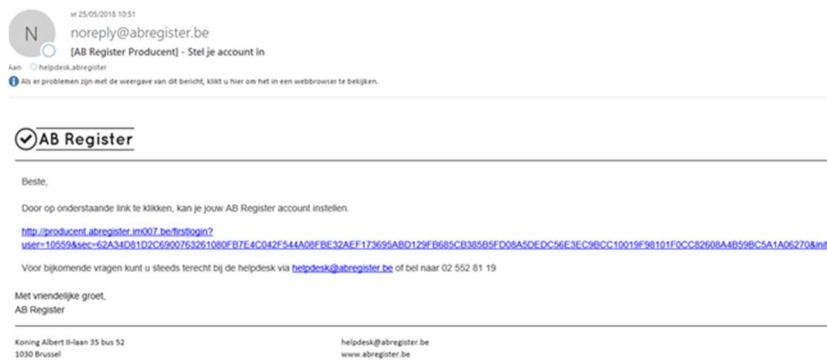 vr 25/05/2018 10:51
N
noreply@abregister.be
[AB Register Producent] - Stel je account in
Aan helpdesk.abregister
Als er problemen zijn met de weergave van dit bericht, klikt u hier om het in een webbrowser te bekijken.
AB Register
Beste,
Door op onderstaande link te klikken, kan je jouw AB Register account instellen.
http://producent.abregister.im007.be/firstlogin?
user=10559&sec=62A34D81D2C6900763261080FB7E4C042F544A08FBE32AEF173695ABD129FB685CB385B5FD08A5DEDC56E3EC9BCC10019F98101F0CC82608A4B59BC5A1A06270&init
Voor bijkomende vragen kunt u steeds terecht bij de helpdesk via helpdesk@abregister.be of bel naar 02 552 81 19
Met vriendelijke groet,
AB Register
Koning Albert II-laan 35 bus 52
1030 Brussel
helpdesk@abregister.be
www.abregister.be